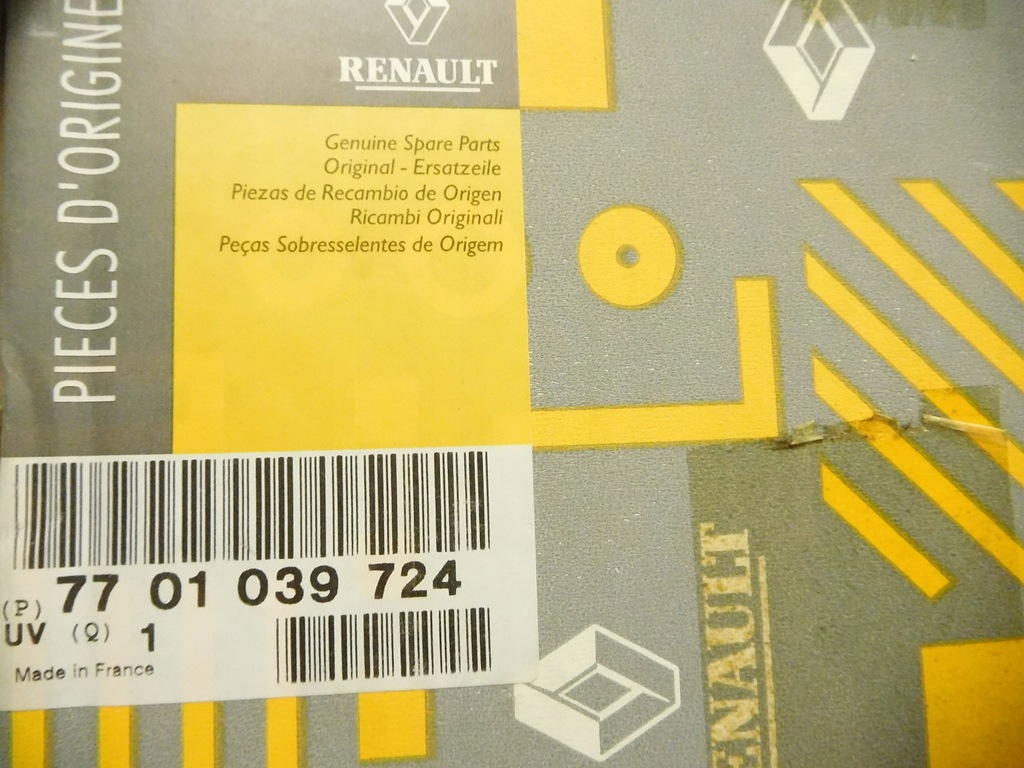 PIECES D'ORIGINE
RENAULT
Genuine Spare Parts
Original - Ersatzeile
Piezas de Recambio de Origen
Ricambi Originali
Peças Sobresselentes de Origem
(P) 77 01 039 724
UV (Q) 1
Made in France
ENAULT